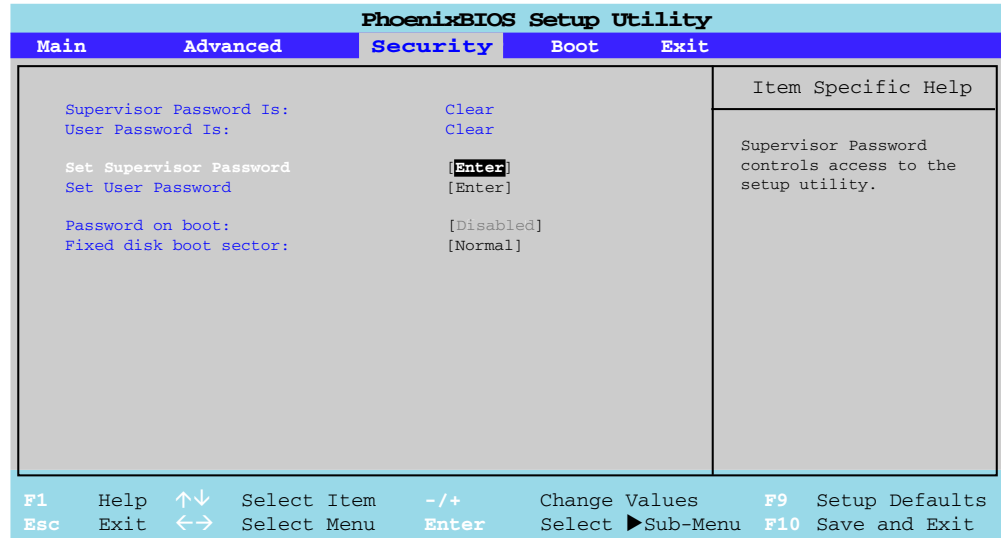 PhoenixBIOS Setup Utility
Main Advanced Security Boot Exit
Item Specific Help
Supervisor Password Is: Clear
User Password Is: Clear
Set Supervisor Password [Enter]
Set User Password [Enter]
Password on boot: [Disabled]
Fixed disk boot sector: [Normal]
Supervisor Password
controls access to the
setup utility.
F1 Help ↑↓ Select Item -/+ Change Values F9 Setup Defaults
Esc Exit ←→ Select Menu Enter Select ▶Sub-Menu F10 Save and Exit